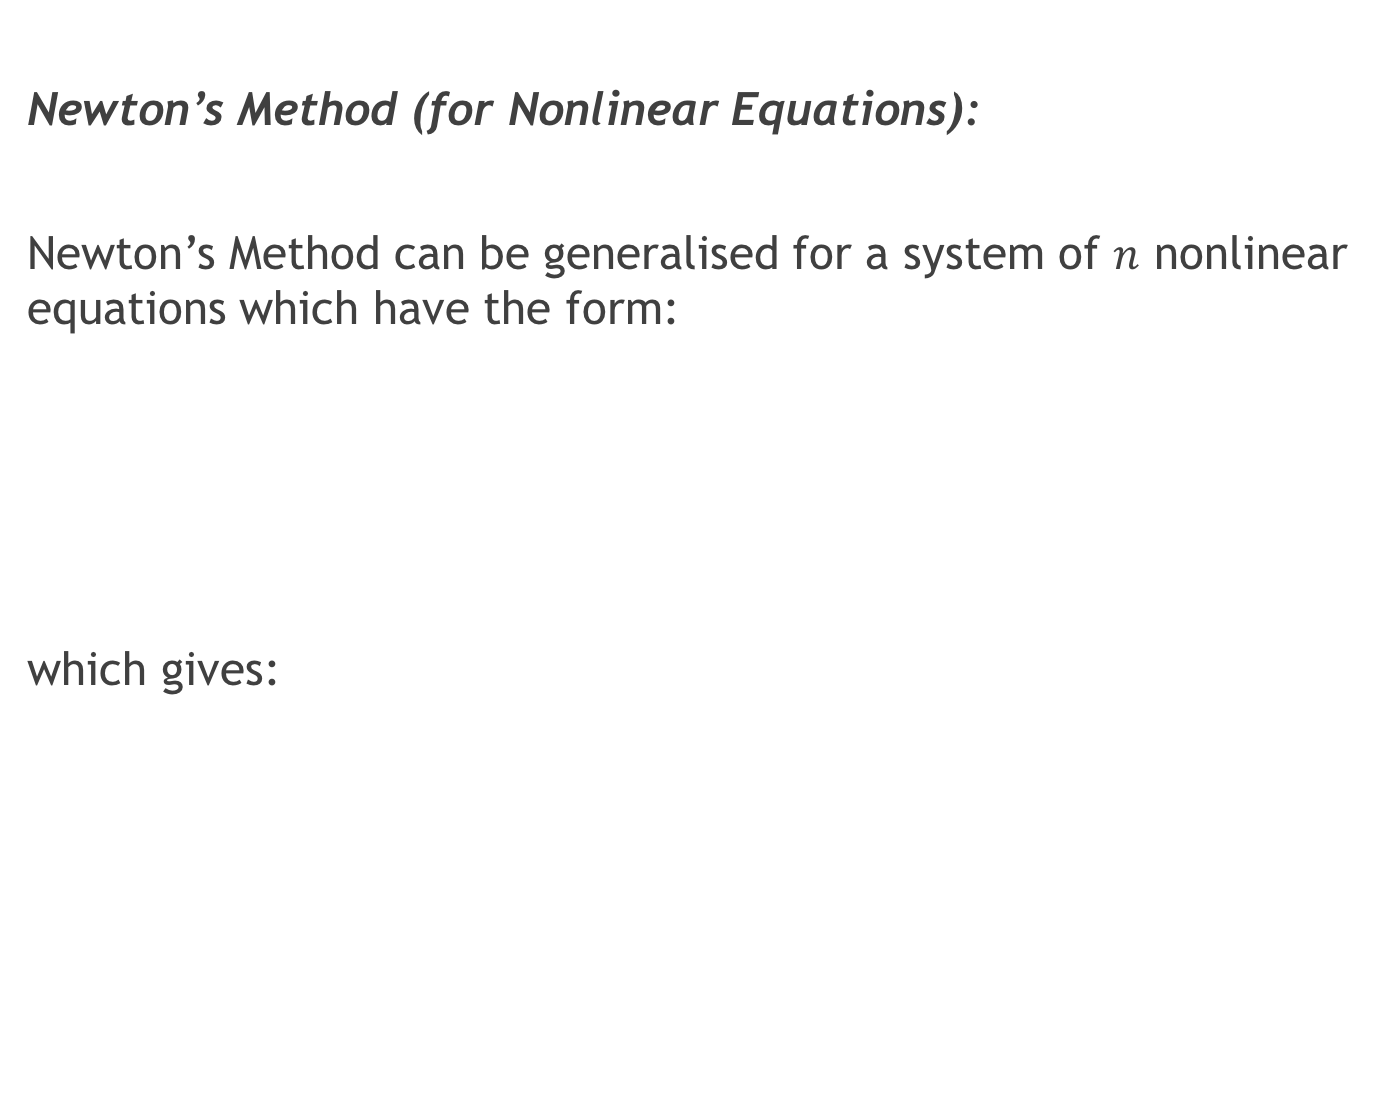 Newton’s Method (for Nonlinear Equations):
Newton’s Method can be generalised for a system of n nonlinear
equations which have the form:
which gives: